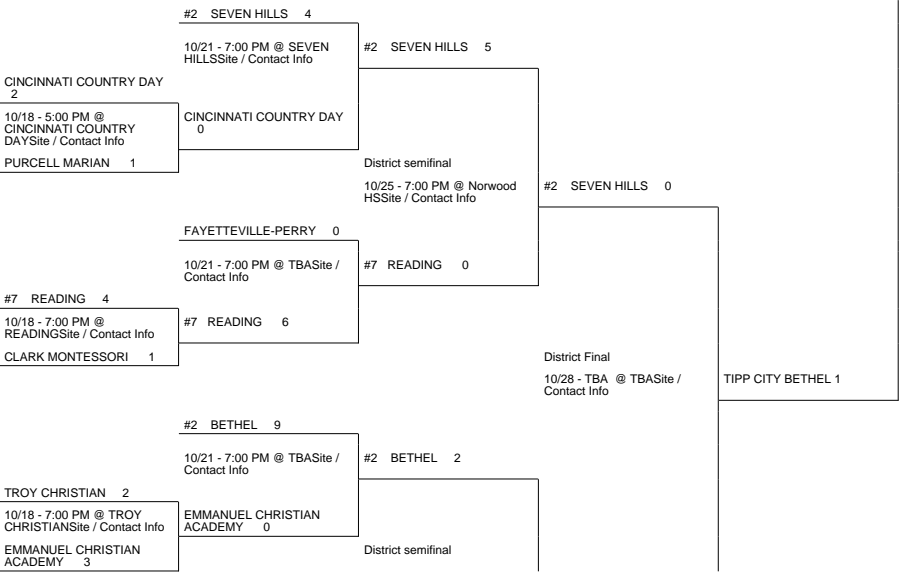 #2 SEVEN HILLS 4
10/21 - 7:00 PM @ SEVEN
HILLSSite / Contact Info
#2 SEVEN HILLS 5
CINCINNATI COUNTRY DAY
2
10/18 - 5:00 PM @
CINCINNATI COUNTRY
DAYSite / Contact Info
CINCINNATI COUNTRY DAY
0
PURCELL MARIAN 1
District semifinal
10/25 - 7:00 PM @ Norwood
HSSite / Contact Info
#2 SEVEN HILLS 0
FAYETTEVILLE-PERRY 0
10/21 - 7:00 PM @ TBASite /
Contact Info
#7 READING 0
#7 READING 4
10/18 - 7:00 PM @
READINGSite / Contact Info
#7 READING 6
CLARK MONTESSORI 1
District Final
10/28 - TBA @ TBASite /
Contact Info
TIPP CITY BETHEL 1
#2 BETHEL 9
10/21 - 7:00 PM @ TBASite /
Contact Info
#2 BETHEL 2
TROY CHRISTIAN 2
10/18 - 7:00 PM @ TROY
CHRISTIANSite / Contact Info
EMMANUEL CHRISTIAN
ACADEMY 0
EMMANUEL CHRISTIAN
ACADEMY 3
District semifinal